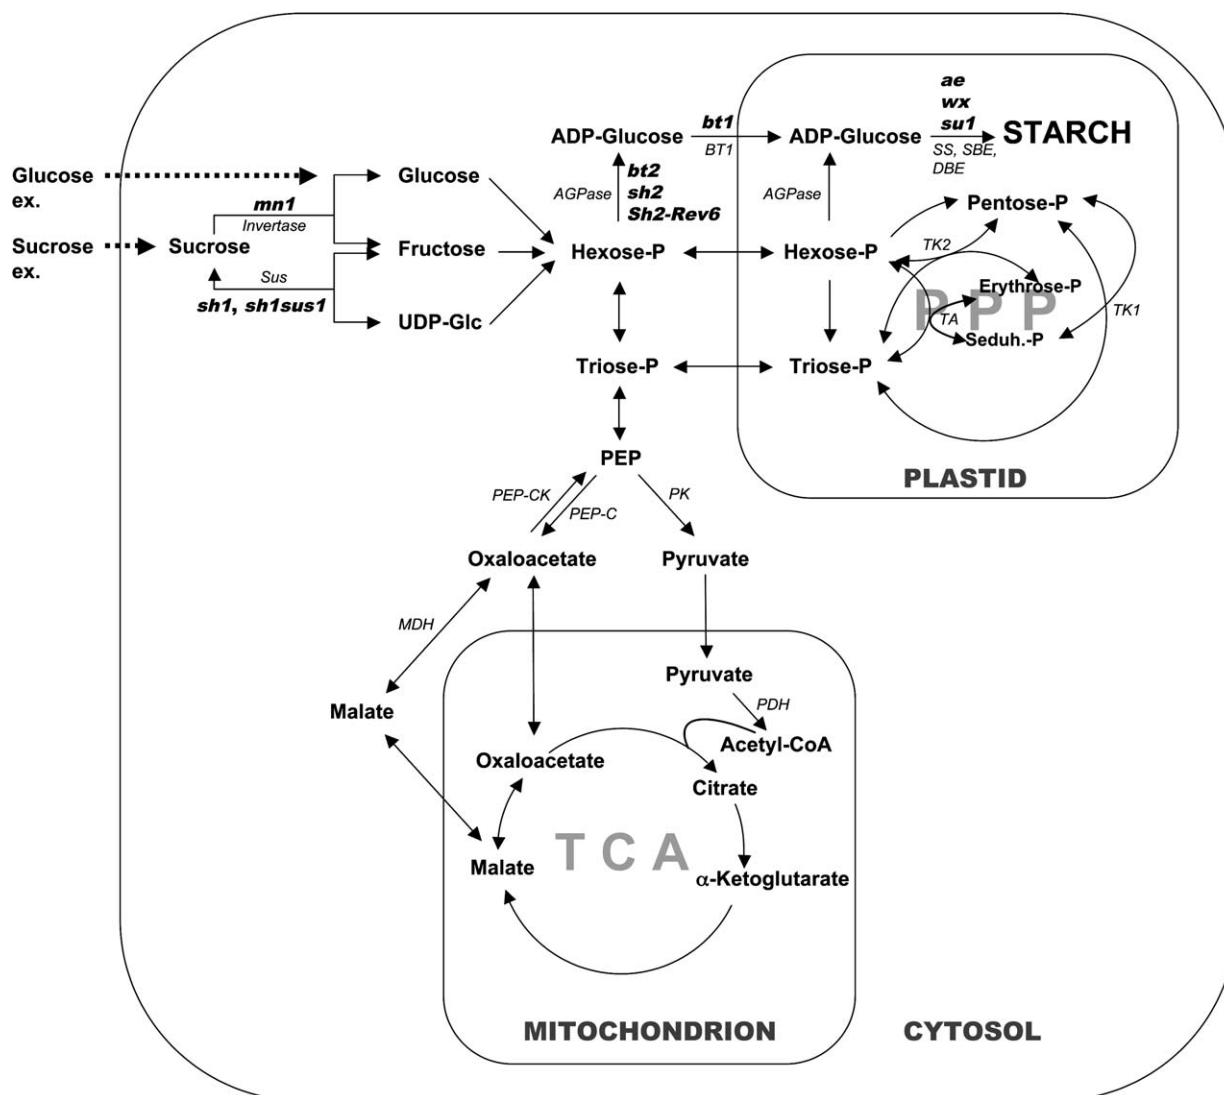 ae
wx
su1
ADP-Glucose
bt1
BT1
ADP-Glucose
STARCH
SS, SBE,
DBE
Glucose
ex.
Glucose
AGPase
bt2
sh2
Sh2-Rev6
AGPase
Pentose-P
mn1
Invertase
Sucrose
ex.
Sucrose
Fructose
Hexose-P
Hexose-P
TK2
Sus
sh1, sh1sus1
Erythrose-P
PPP
TA
TK1
UDP-Glc
Seduh.-P
Triose-P
Triose-P
PEP
PLASTID
PEP-CK
PEP-C
PK
Oxaloacetate
Pyruvate
MDH
Pyruvate
PDH
Malate
Acetyl-CoA
Oxaloacetate
Citrate
TCA
Malate
α-Ketoglutarate
MITOCHONDRION
CYTOSOL